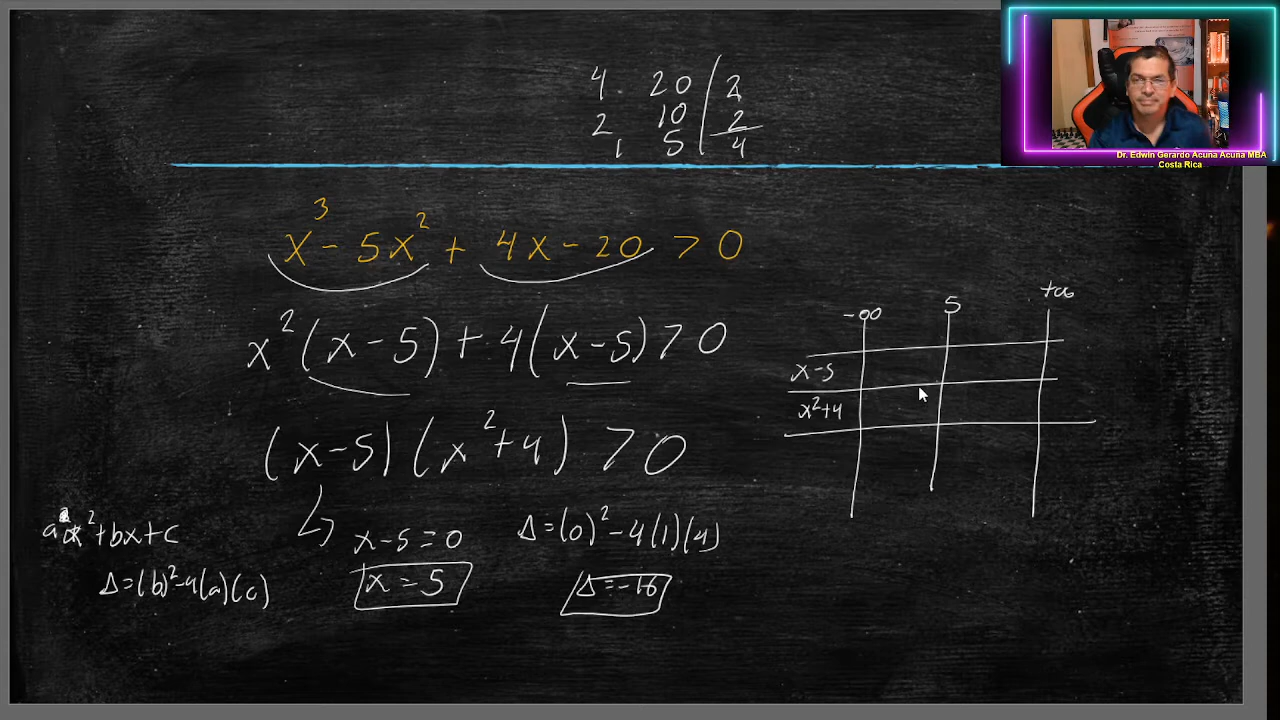 4 20 | 2
2 10 | 2
1 5 | 4
Dr. Edwin Gerardo Acuna Acuna MBA
Costa Rica
x³ - 5x² + 4x - 20 > 0
x²(x - 5) + 4(x - 5) > 0
(x - 5)(x² + 4) > 0
x - 5 = 0
x = 5
Δ = (0)² - 4(1)(4)
Δ = -16
ax² + bx + c
Δ = (b)² - 4(a)(c)
-∞ 5 +∞
x - 5
x² + 4